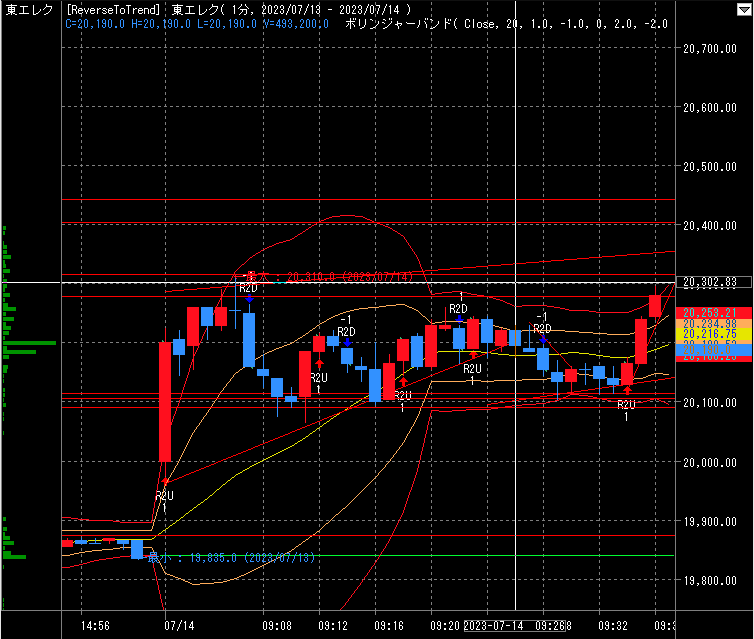 東エレク [ReverseToTrend] 東エレク( 1分, 2023/07/13 - 2023/07/14 )
C=20,190.0 H=20,190.0 L=20,190.0 V=493,200.0 ボリンジャーバンド( Close, 20, 1.0, -1.0, 0, 2.0, -2.0
20,700.00
20,600.00
20,500.00
20,400.00
最大 : 20,310.0 (2023/07/14)
20,302.83
R2D
-1
R2D
1
R2D
-1
R2D
20,253.21
20,234.98
20,216.75
R2U
1
R2U
1
R2U
1
R2U
1
20,100.00
20,000.00
R2U
1
19,900.00
最小 : 19,835.0 (2023/07/13)
19,800.00
14:56 07/14 09:08 09:12 09:16 09:20 2023-07-14 09:26 09:32